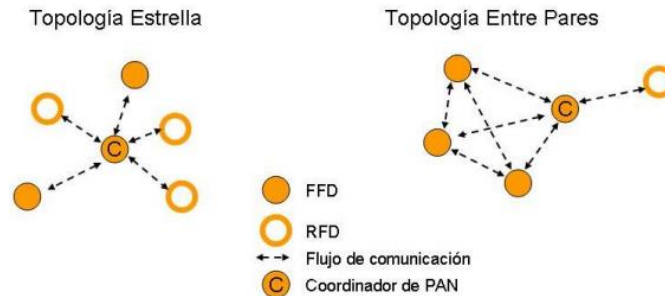 Topología Estrella
Topología Entre Pares
C
C
FFD
RFD
Flujo de comunicación
C Coordinador de PAN